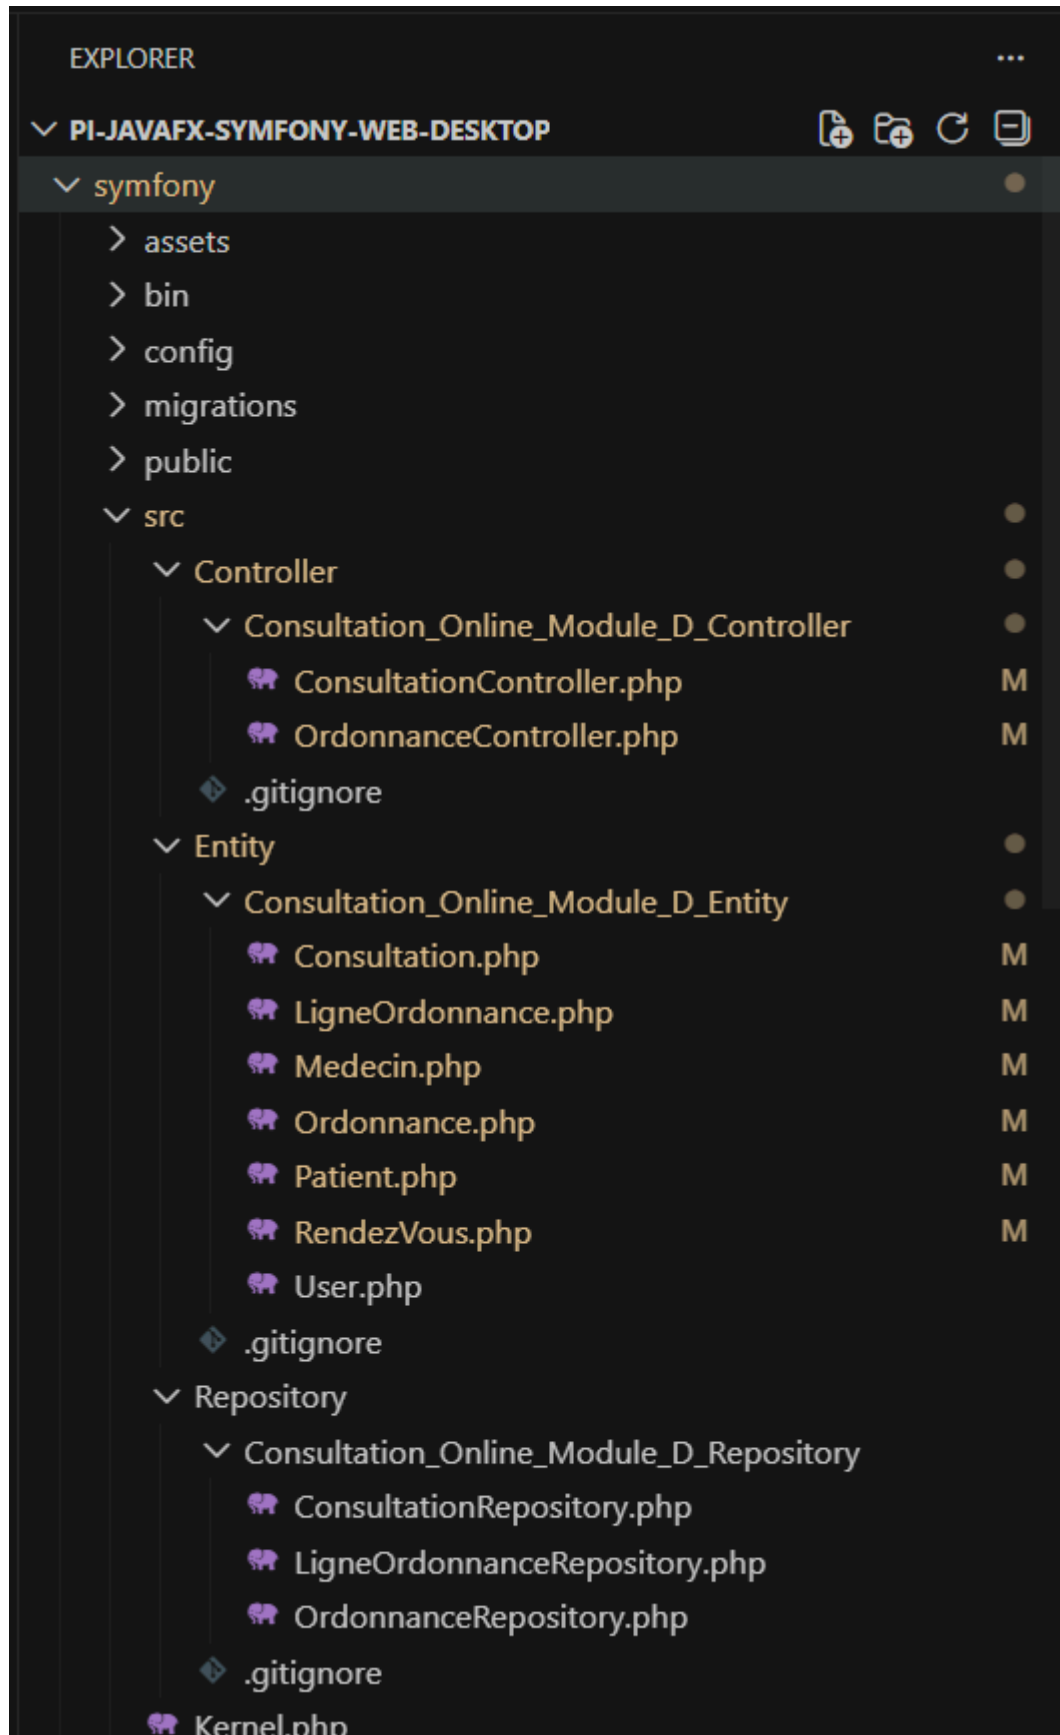 EXPLORER ...
PI-JAVAFX-SYMFONY-WEB-DESKTOP
symfony
assets
bin
config
migrations
public
src
Controller
Consultation_Online_Module_D_Controller
ConsultationController.php M
OrdonnanceController.php M
.gitignore
Entity
Consultation_Online_Module_D_Entity
Consultation.php M
LigneOrdonnance.php M
Medecin.php M
Ordonnance.php M
Patient.php M
RendezVous.php M
User.php
.gitignore
Repository
Consultation_Online_Module_D_Repository
ConsultationRepository.php
LigneOrdonnanceRepository.php
OrdonnanceRepository.php
.gitignore
Kernel.php